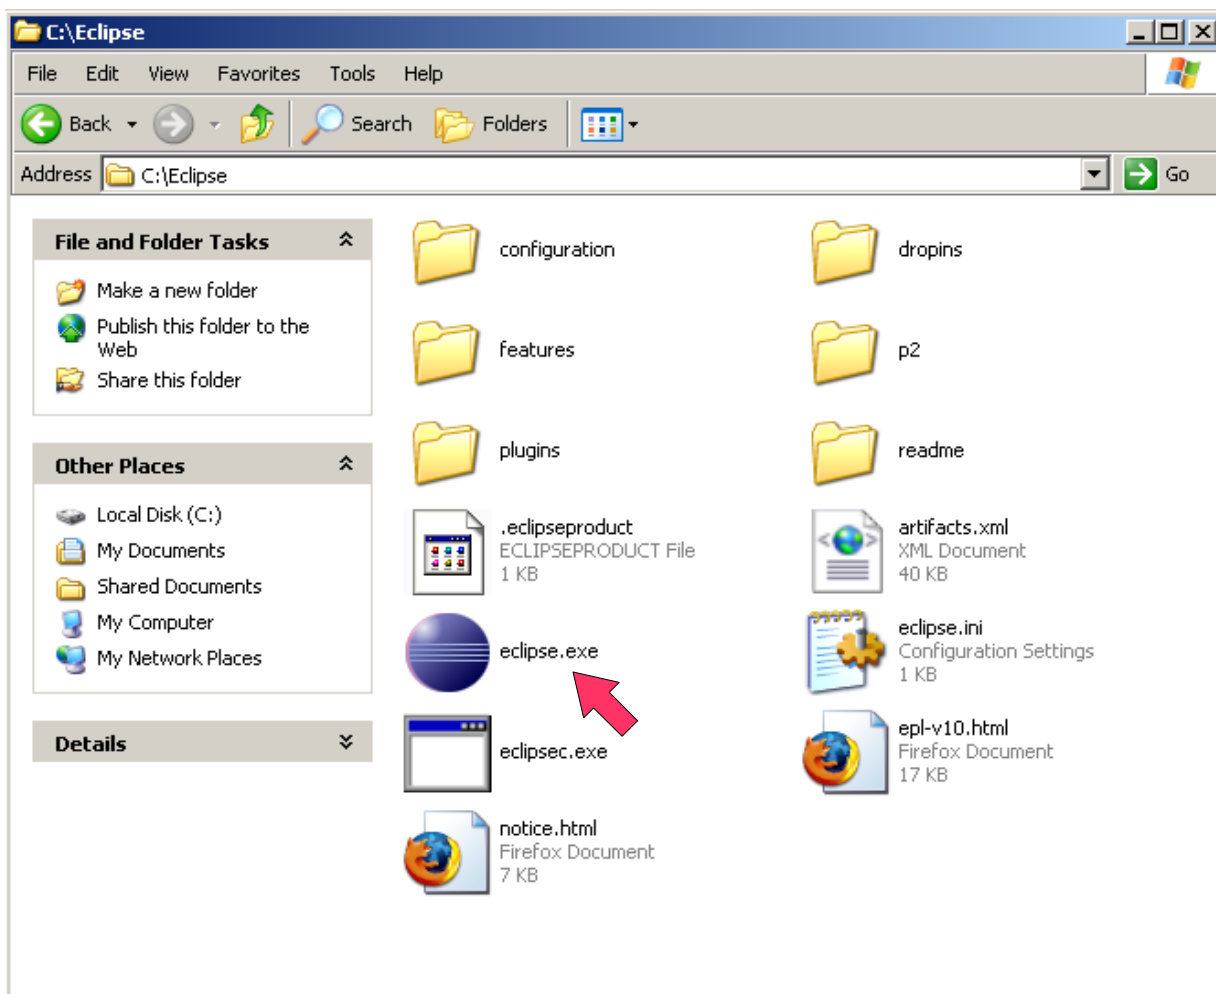 C:\Eclipse
File Edit View Favorites Tools Help
Back Search Folders
Address C:\Eclipse Go
File and Folder Tasks
Make a new folder
Publish this folder to the
Web
Share this folder
Other Places
Local Disk (C:)
My Documents
Shared Documents
My Computer
My Network Places
Details
configuration
dropins
features
p2
plugins
readme
.eclipseproduct
ECLIPSEPRODUCT File
1 KB
artifacts.xml
XML Document
40 KB
eclipse.exe
eclipse.ini
Configuration Settings
1 KB
eclipsec.exe
epl-v10.html
Firefox Document
17 KB
notice.html
Firefox Document
7 KB